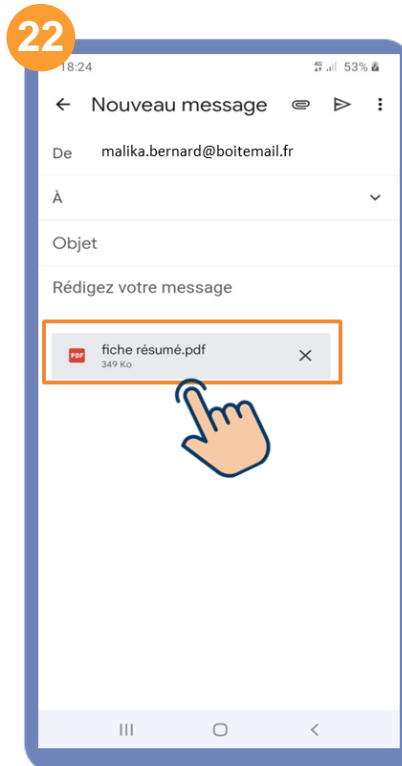 22
18:24 53%
Nouveau message
De malika.bernard@boitemail.fr
À
Objet
Rédigez votre message
PDF fiche résumé.pdf
349 Ko